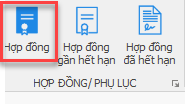 Hợp đồng
Hợp đồng gần hết hạn
Hợp đồng đã hết hạn
HỢP ĐỒNG/ PHỤ LỤC